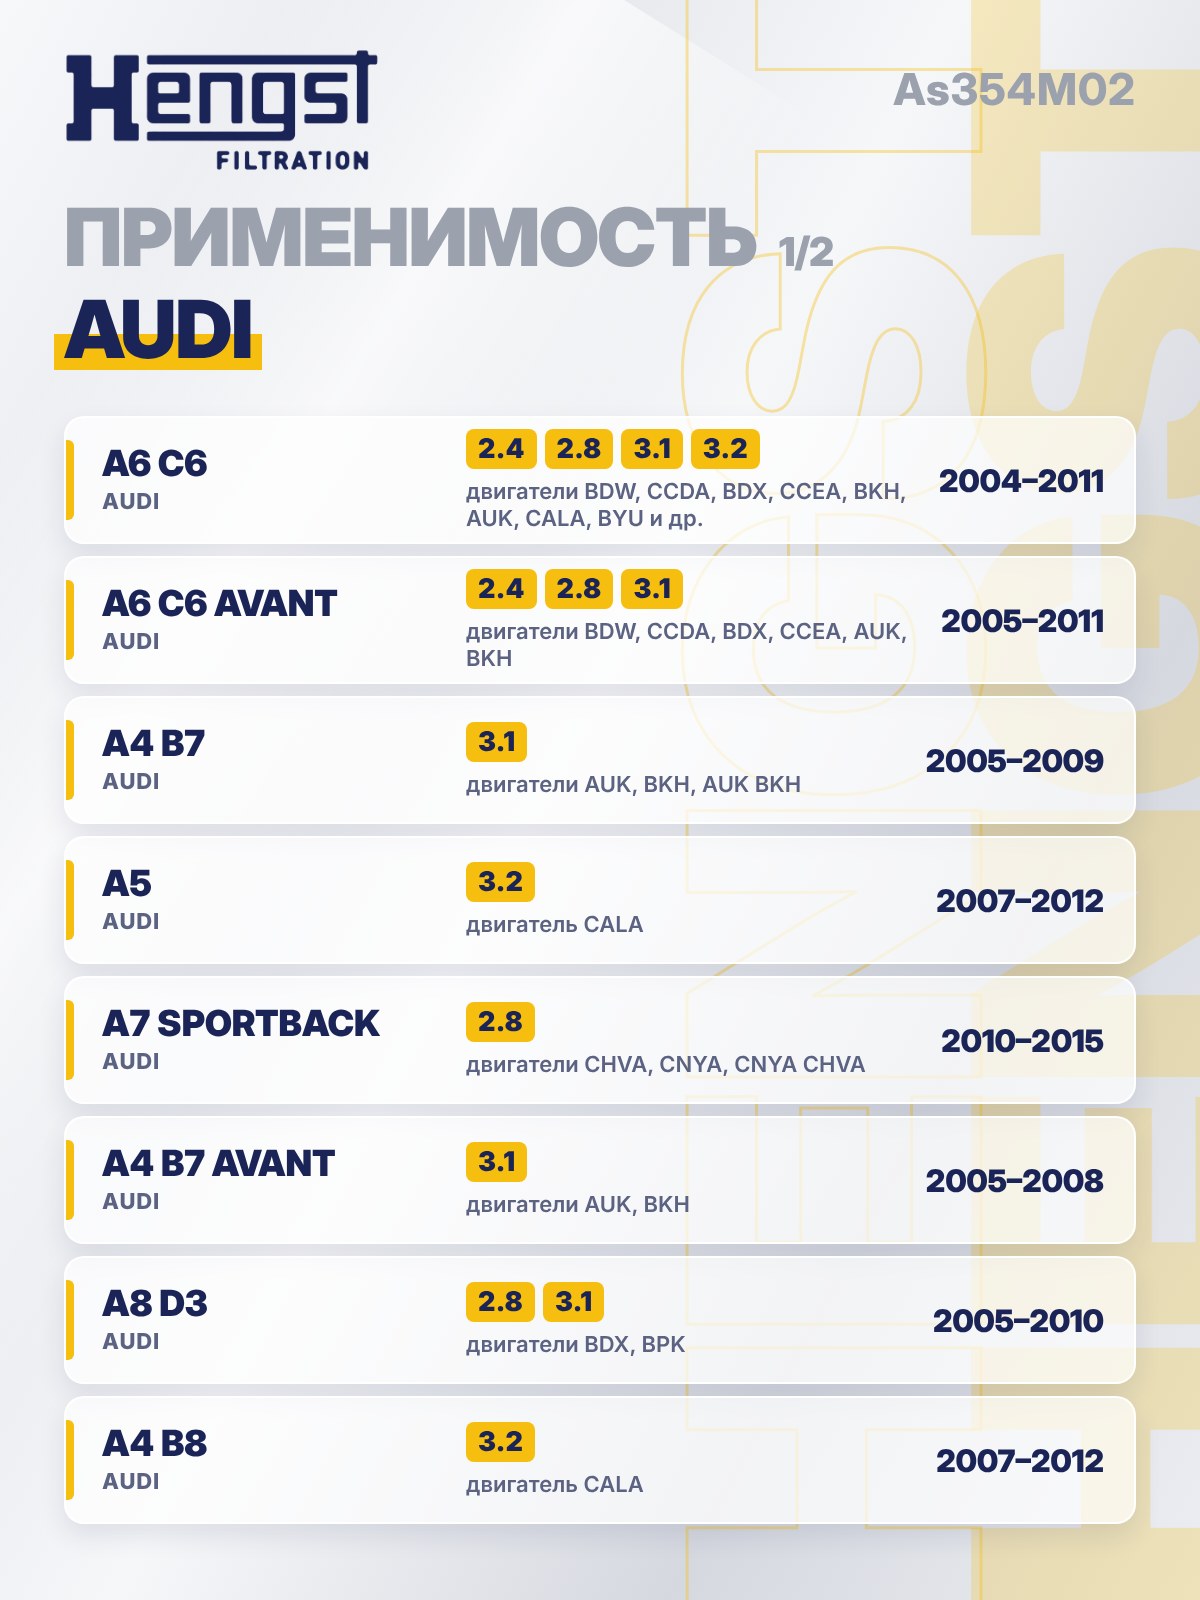 Hengst
FILTRATION
As354M02
ПРИМЕНИМОСТЬ 1/2
AUDI
A6 C6
AUDI
2.4 2.8 3.1 3.2
двигатели BDW, CCDA, BDX, CCEA, BKH,
AUK, CALA, BYU и др.
2004–2011
A6 C6 AVANT
AUDI
2.4 2.8 3.1
двигатели BDW, CCDA, BDX, CCEA, AUK,
BKH
2005–2011
A4 B7
AUDI
3.1
двигатели AUK, BKH, AUK BKH
2005–2009
A5
AUDI
3.2
двигатель CALA
2007–2012
A7 SPORTBACK
AUDI
2.8
двигатели CHVA, CNYA, CNYA CHVA
2010–2015
A4 B7 AVANT
AUDI
3.1
двигатели AUK, BKH
2005–2008
A8 D3
AUDI
2.8 3.1
двигатели BDX, BPK
2005–2010
A4 B8
AUDI
3.2
двигатель CALA
2007–2012
HENGST
HENGST